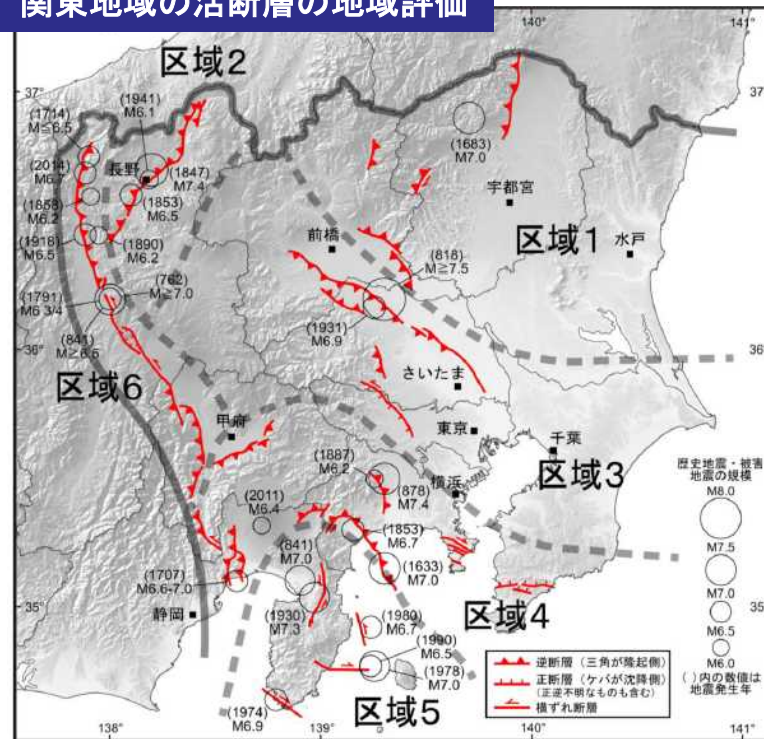 関東地域の活断層の地域評価
140°
141°
区域2
37°
37°
(1941)
M6.1
(1714)
M≦6.5
(2014)
M6.7
長野
(1847)
M7.4
(1683)
M7.0
(1858)
M6.2
(1853)
M6.5
宇都宮
(1918)
M6.5
(1890)
M6.2
前橋
区域1
水戸
(818)
M≧7.5
(762)
M≧7.0
(1791)
M6 3/4
(1931)
M6.9
(841)
M≧6.5
36°
36°
区域6
さいたま
甲府
東京
千葉
(1887)
M6.2
横浜
区域3
歴史地震・被害
地震の規模
M8.0
(2011)
M6.4
(878)
M7.4
(841)
M7.0
(1853)
M6.7
M7.5
(1707)
M6.6-7.0
(1633)
M7.0
M7.0
35°
35°
静岡
(1930)
M7.3
(1980)
M6.7
区域4
M6.5
(1990)
M6.5
M6.0
(1978)
M7.0
逆断層（三角が隆起側）
正断層（ケバが沈降側）
（正逆不明なものも含む）
横ずれ断層
( )内の数値は
地震発生年
(1974)
M6.9
区域5
138°
139°
140°
141°